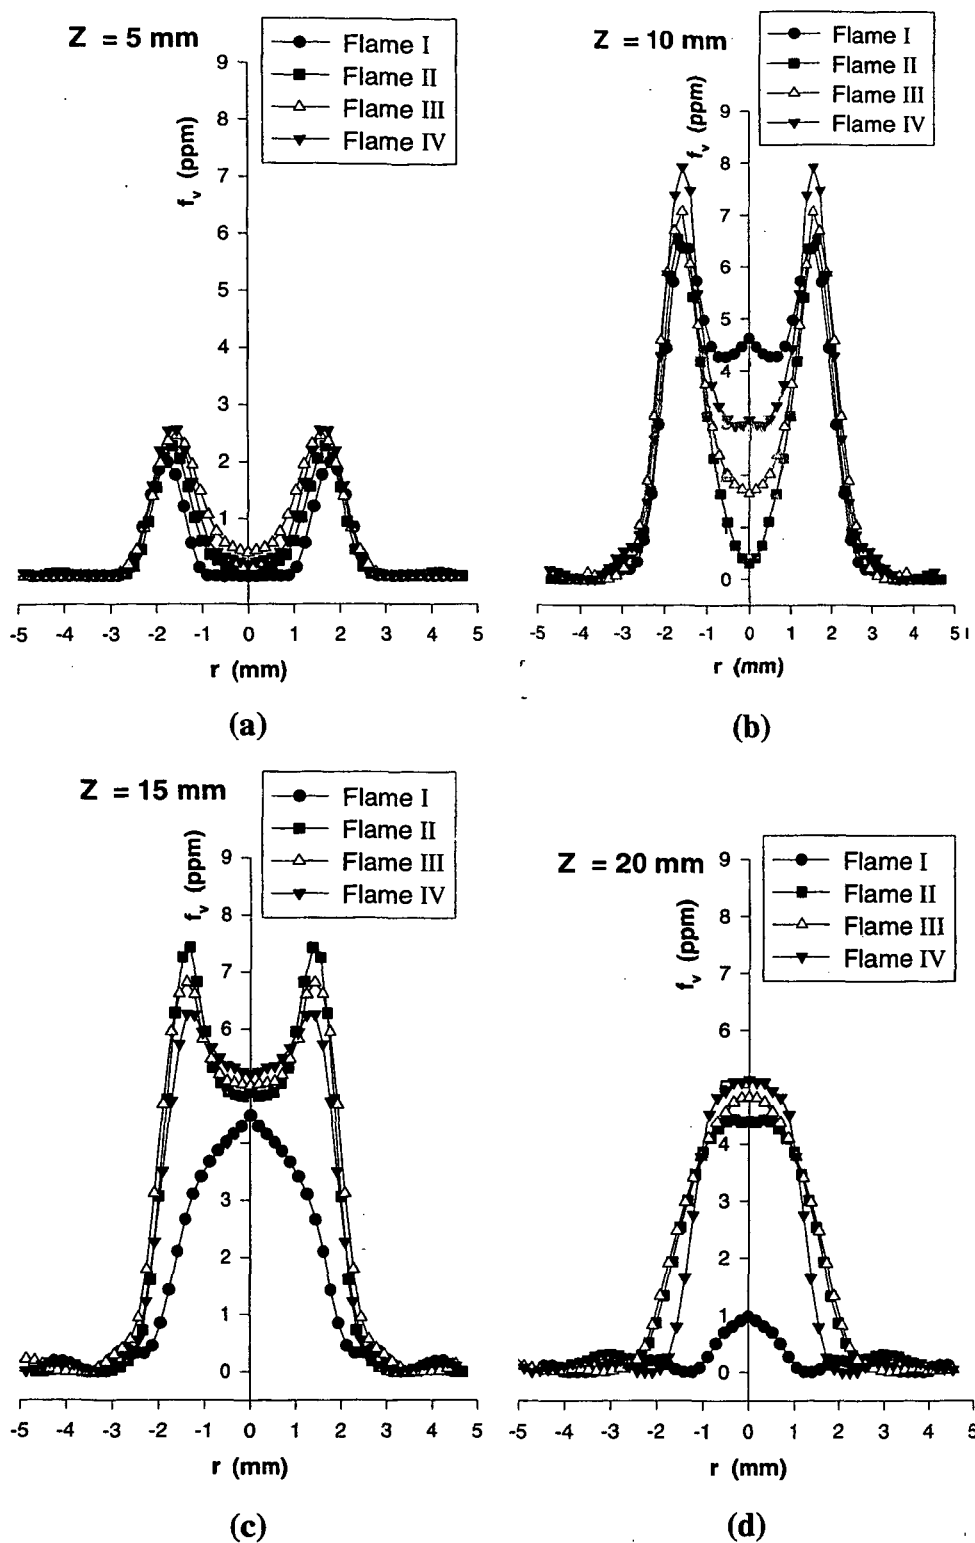 Z = 5 mm
Flame I
Flame II
Flame III
Flame IV
f_v (ppm)
9
8
7
6
5
4
3
2
1
0
-5 -4 -3 -2 -1 0 1 2 3 4 5
r (mm)
(a)
Z = 10 mm
Flame I
Flame II
Flame III
Flame IV
f_v (ppm)
9
8
7
6
5
4
1
0
-5 -4 -3 -2 -1 0 1 2 3 4 5
r (mm)
(b)
Z = 15 mm
Flame I
Flame II
Flame III
Flame IV
f_v (ppm)
9
8
7
6
4
3
2
1
0
-5 -4 -3 -2 -1 0 1 2 3 4 5
r (mm)
(c)
Z = 20 mm
Flame I
Flame II
Flame III
Flame IV
f_v (ppm)
9
8
7
6
4
3
2
1
0
-5 -4 -3 -2 -1 0 1 2 3 4 5
r (mm)
(d)